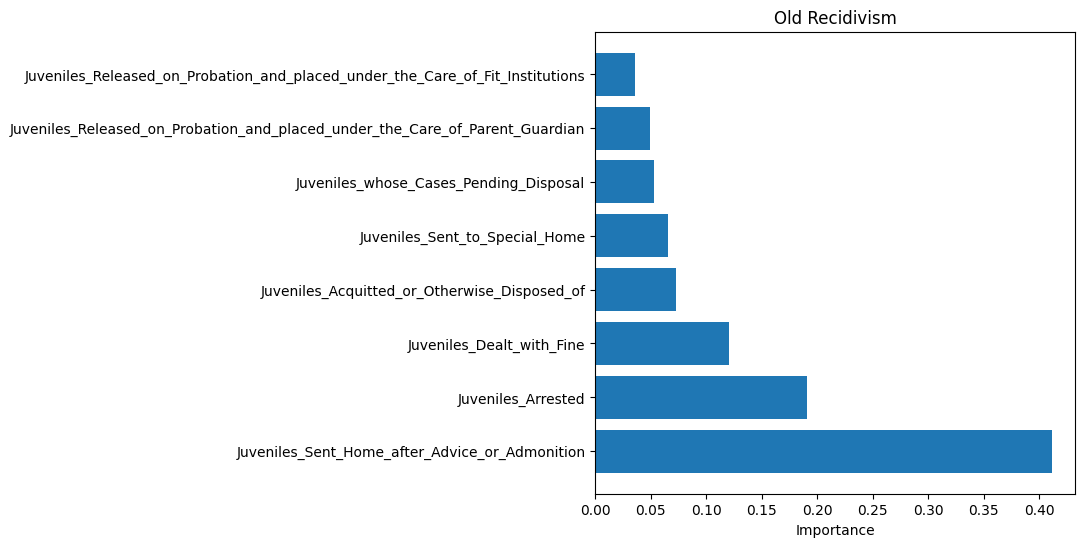 Old Recidivism
Juveniles_Released_on_Probation_and_placed_under_the_Care_of_Fit_Institutions
Juveniles_Released_on_Probation_and_placed_under_the_Care_of_Parent_Guardian
Juveniles_whose_Cases_Pending_Disposal
Juveniles_Sent_to_Special_Home
Juveniles_Acquitted_or_Otherwise_Disposed_of
Juveniles_Dealt_with_Fine
Juveniles_Arrested
Juveniles_Sent_Home_after_Advice_or_Admonition
0.00 0.05 0.10 0.15 0.20 0.25 0.30 0.35 0.40
Importance